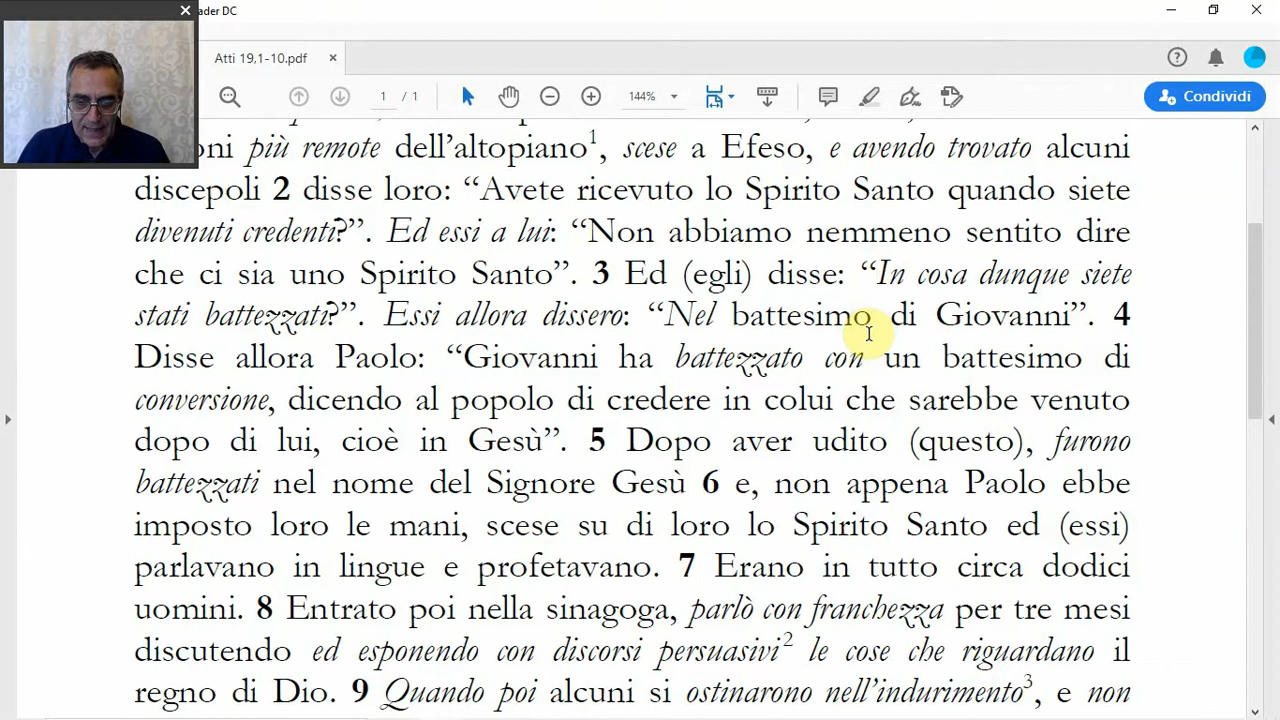 ader DC
Atti 19,1-10.pdf
1 / 1
144%
Condividi
oni più remote dell’altopiano1, scese a Efeso, e avendo trovato alcuni
discepoli 2 disse loro: “Avete ricevuto lo Spirito Santo quando siete
divenuti credenti?”. Ed essi a lui: “Non abbiamo nemmeno sentito dire
che ci sia uno Spirito Santo”. 3 Ed (egli) disse: “In cosa dunque siete
stati battezzati?”. Essi allora dissero: “Nel battesimo di Giovanni”. 4
Disse allora Paolo: “Giovanni ha battezzato con un battesimo di
conversione, dicendo al popolo di credere in colui che sarebbe venuto
dopo di lui, cioè in Gesù”. 5 Dopo aver udito (questo), furono
battezzati nel nome del Signore Gesù 6 e, non appena Paolo ebbe
imposto loro le mani, scese su di loro lo Spirito Santo ed (essi)
parlavano in lingue e profetavano. 7 Erano in tutto circa dodici
uomini. 8 Entrato poi nella sinagoga, parlò con franchezza per tre mesi
discutendo ed esponendo con discorsi persuasivi2 le cose che riguardano il
regno di Dio. 9 Quando poi alcuni si ostinarono nell’indurimento3, e non